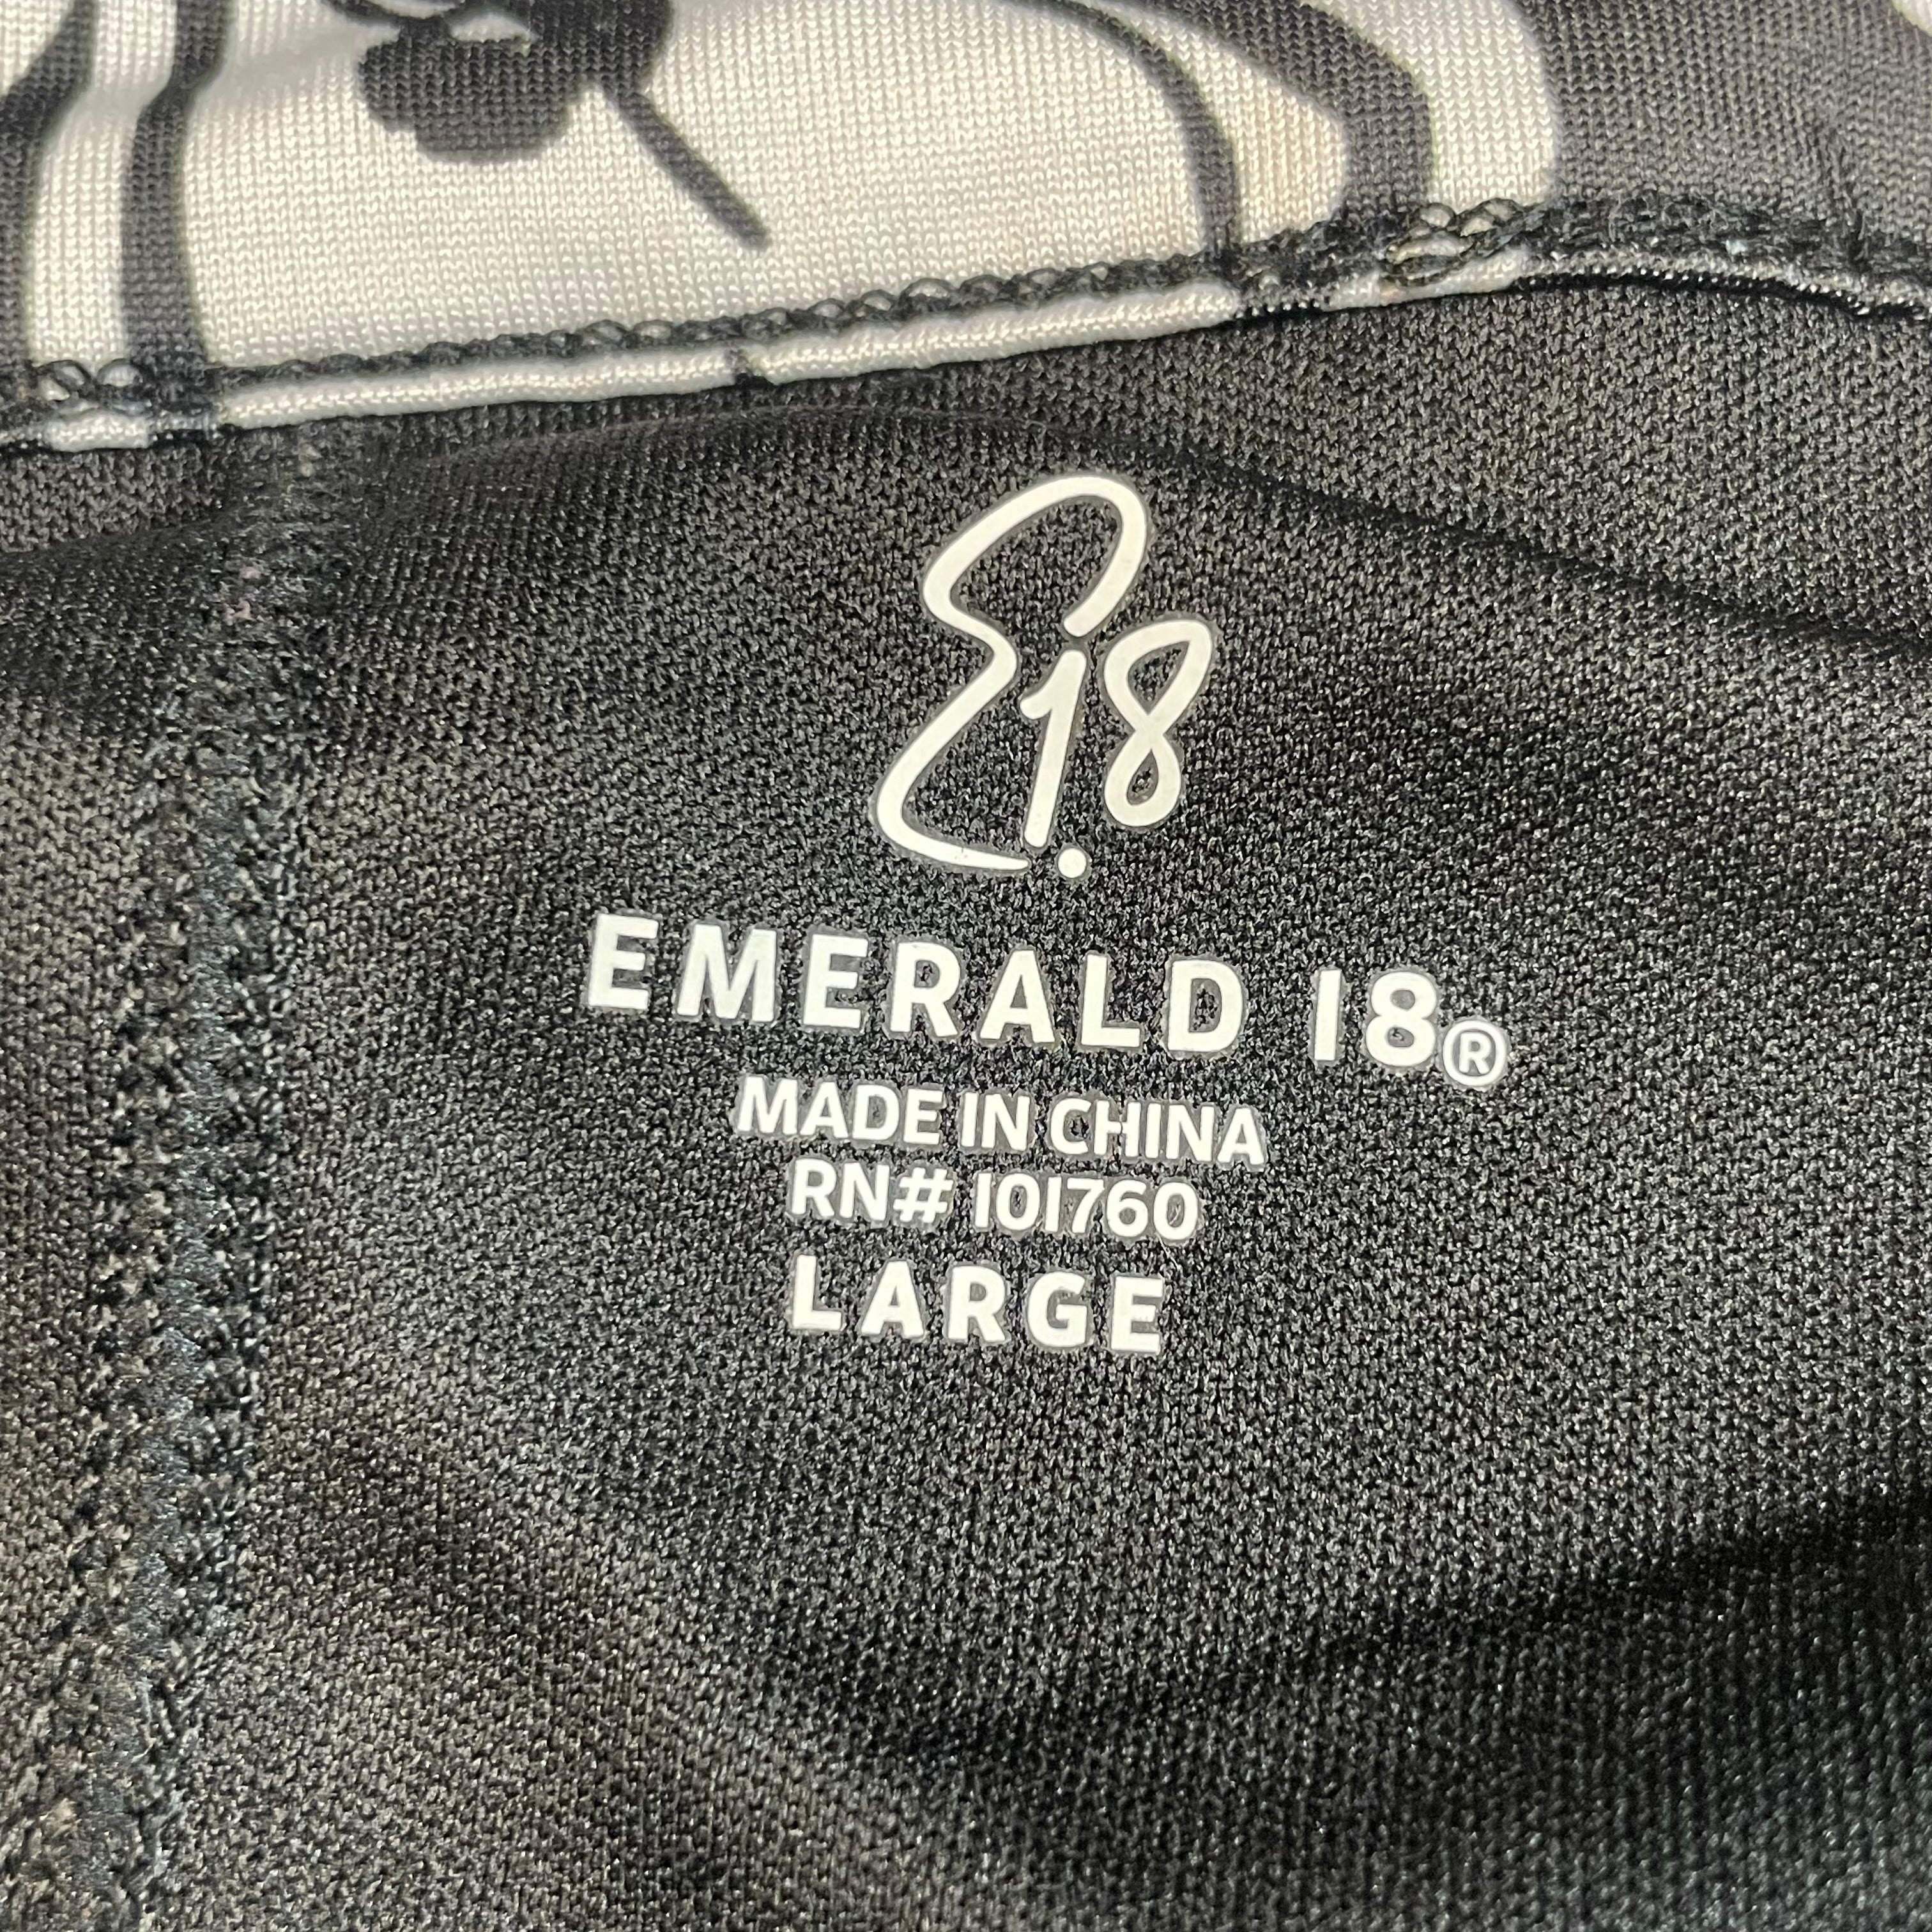 E18.
EMERALD 18®
MADE IN CHINA
RN# 101760
LARGE